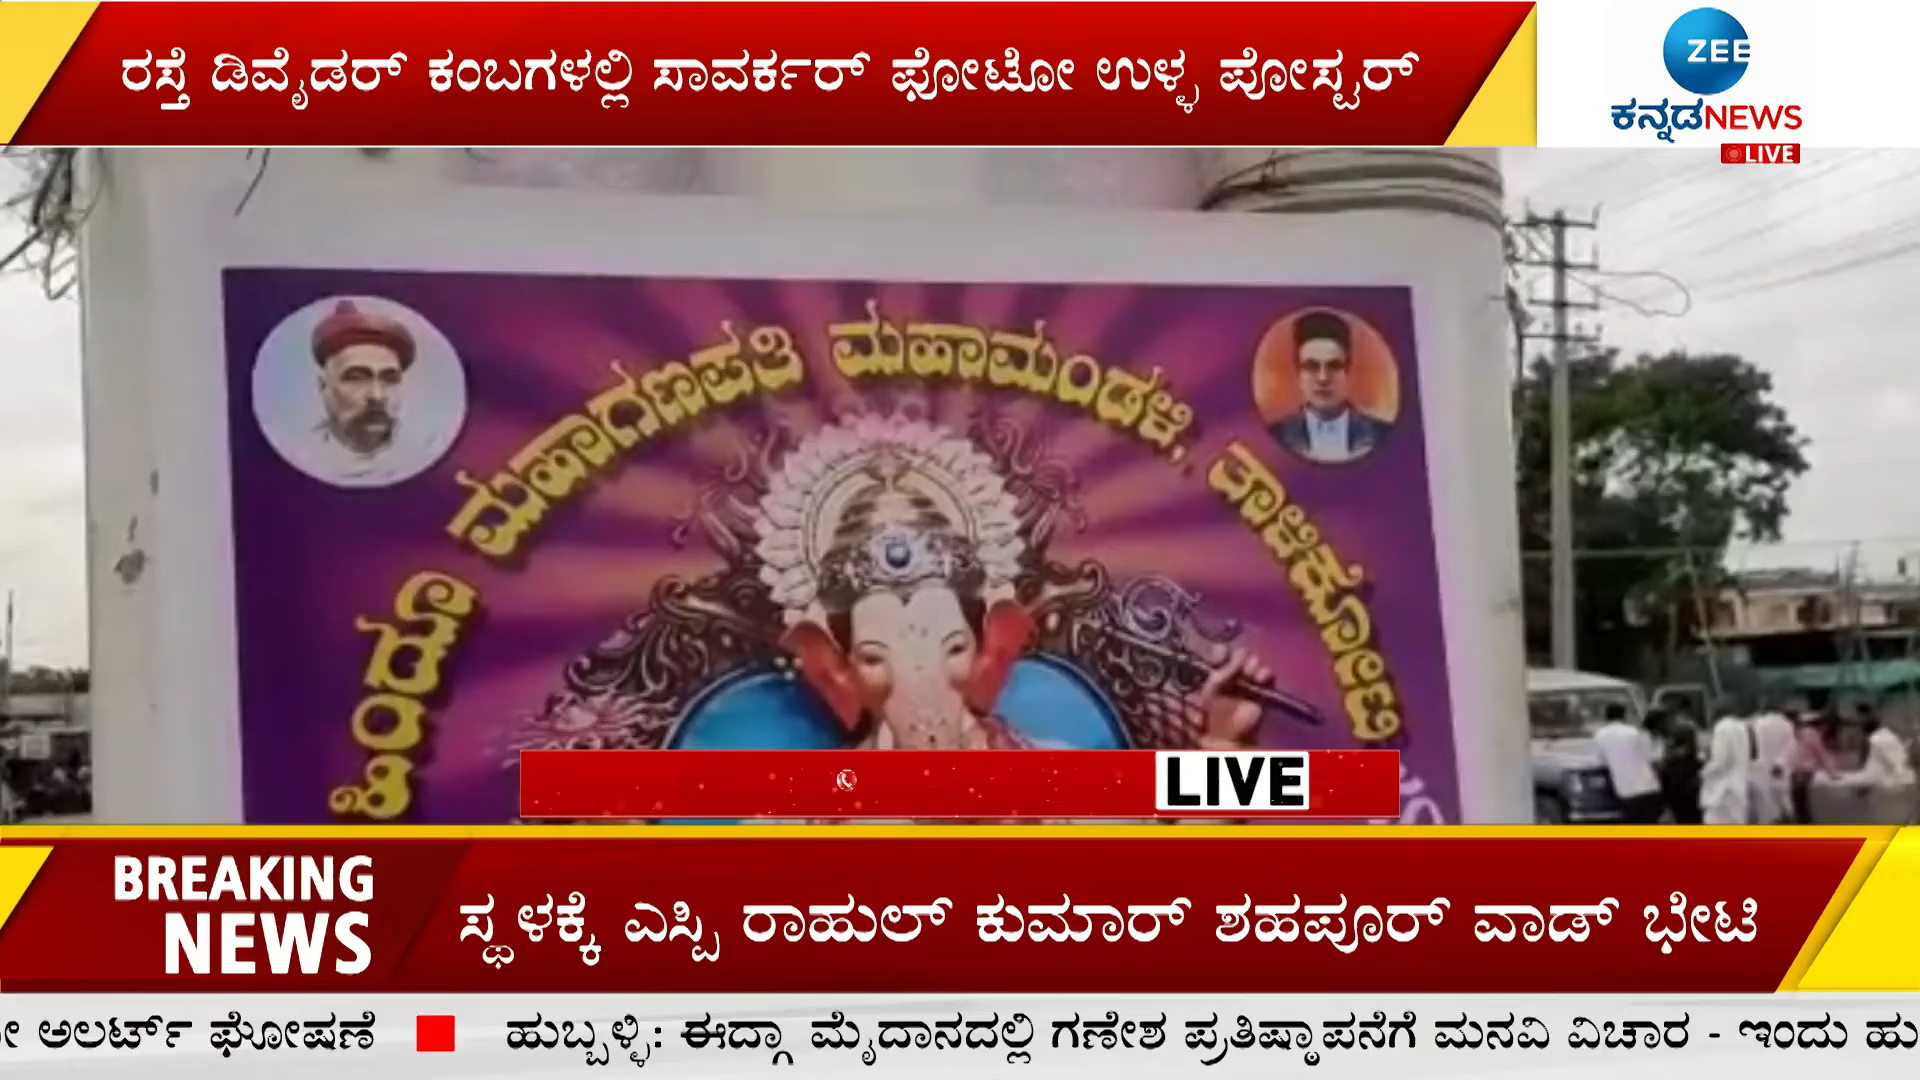 ರಸ್ತೆ ಡಿವೈಡರ್ ಕಂಬಗಳಲ್ಲಿ ಸಾವರ್ಕರ್ ಫೋಟೋ ಉಳ್ಳ ಪೋಸ್ಟರ್
ZEE
ಕನ್ನಡNEWS
LIVE
ಹಿಂದೂ ಮಹಾಗಣಪತಿ ಮಹಾಮಂಡಳಿ, ತಾಳಿಕೋಟಿ
LIVE
BREAKING
NEWS
ಸ್ಥಳಕ್ಕೆ ಎಸ್ಪಿ ರಾಹುಲ್ ಕುಮಾರ್ ಶಹಪೂರ್ ವಾಡ್ ಭೇಟಿ
ಅಲರ್ಟ್ ಘೋಷಣೆ ಹುಬ್ಬಳ್ಳಿ: ಈದ್ಗಾ ಮೈದಾನದಲ್ಲಿ ಗಣೇಶ ಪ್ರತಿಷ್ಠಾಪನೆಗೆ ಮನವಿ ವಿಚಾರ - ಇಂದು ಹು